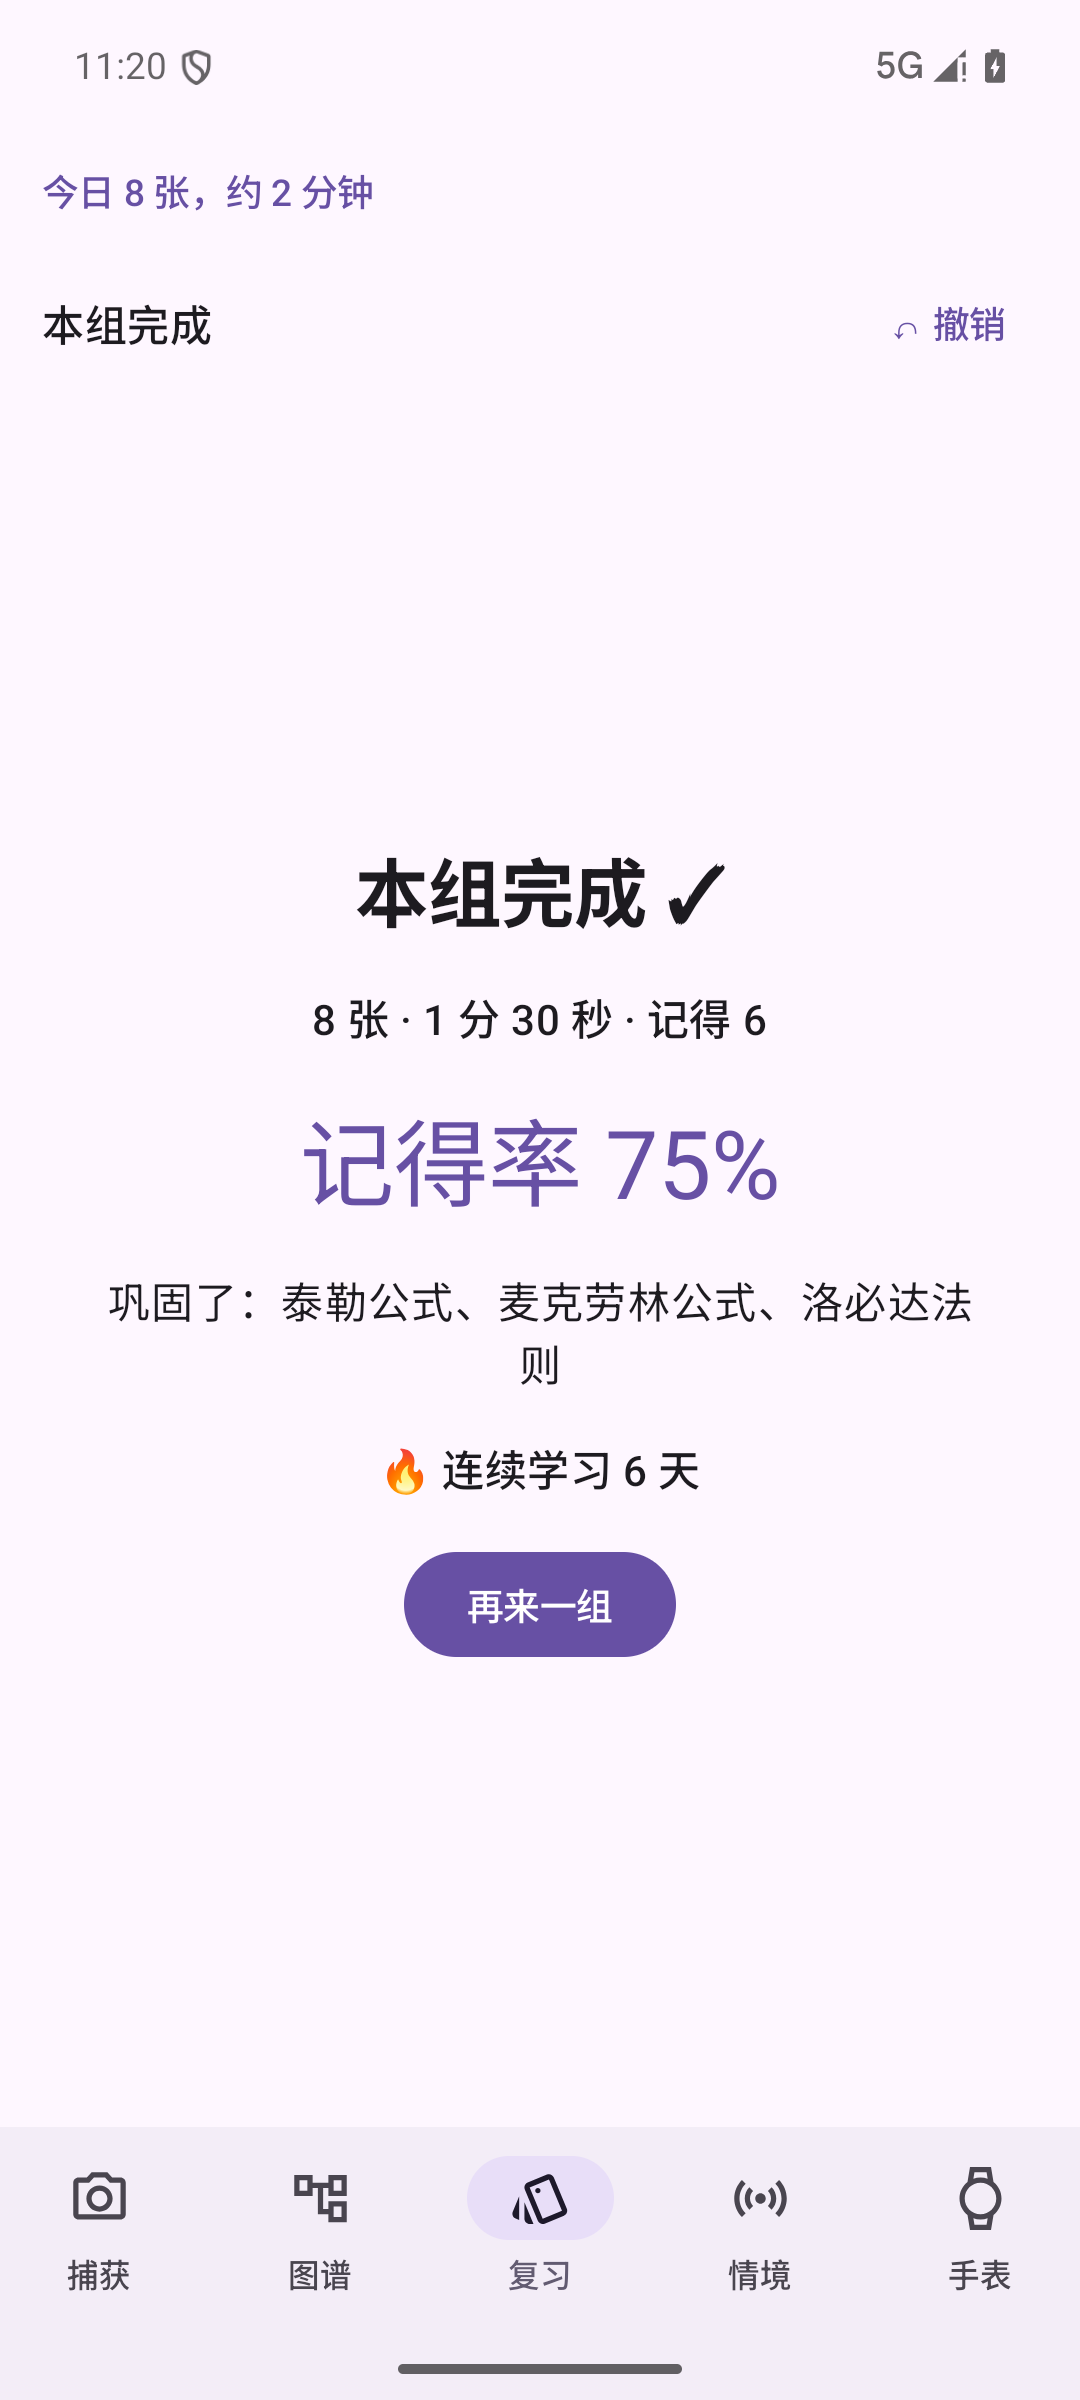 11:20
5G
今日 8 张，约 2 分钟
本组完成
撤销
本组完成 ✓
8 张 · 1 分 30 秒 · 记得 6
记得率 75%
巩固了：泰勒公式、麦克劳林公式、洛必达法
则
🔥 连续学习 6 天
再来一组
捕获
图谱
复习
情境
手表